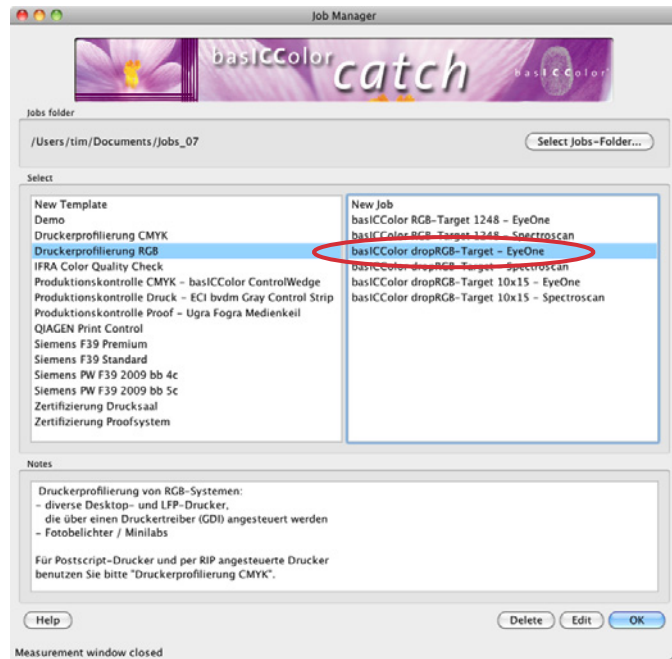 Job Manager
basICColor catch
basICColor
Jobs folder
/Users/tim/Documents/Jobs_07
Select Jobs-Folder...
Select
New Template
Demo
Druckerprofilierung CMYK
Druckerprofilierung RGB
IFRA Color Quality Check
Produktionskontrolle CMYK - basICColor ControlWedge
Produktionskontrolle Druck - ECI bvdm Gray Control Strip
Produktionskontrolle Proof - Ugra Fogra Medienkeil
QIAGEN Print Control
Siemens F39 Premium
Siemens F39 Standard
Siemens PW F39 2009 bb 4c
Siemens PW F39 2009 bb 5c
Zertifizierung Drucksaal
Zertifizierung Proofsystem
New Job
basICColor RGB-Target 1248 - EyeOne
basICColor RGB-Target 1248 - Spectroscan
basICColor dropRGB-Target - EyeOne
basICColor dropRGB-Target - Spectroscan
basICColor dropRGB-Target 10x15 - EyeOne
basICColor dropRGB-Target 10x15 - Spectroscan
Notes
Druckerprofilierung von RGB-Systemen:
- diverse Desktop- und LFP-Drucker,
die über einen Druckertreiber (GDI) angesteuert werden
- Fotobelichter / Minilabs
Für Postscript-Drucker und per RIP angesteuerte Drucker
benutzen Sie bitte "Druckerprofilierung CMYK".
Help
Delete
Edit
OK
Measurement window closed